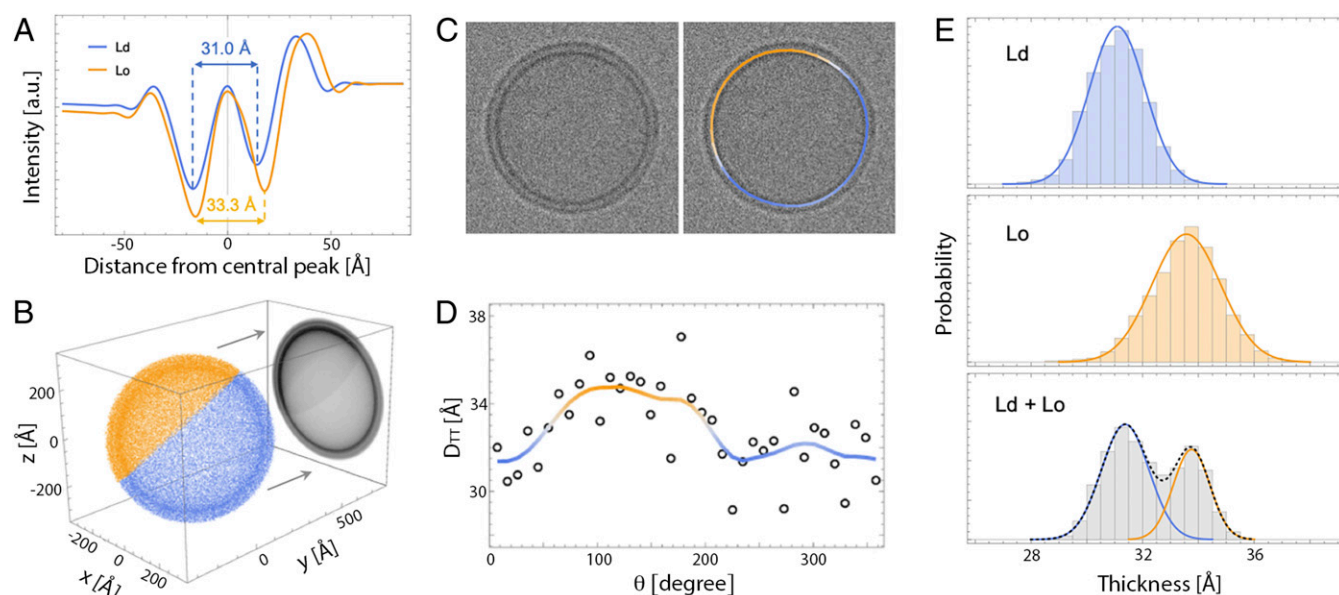 A
Intensity [a.u.]
Ld
Lo
31.0 Å
33.3 Å
-50
0
50
Distance from central peak [Å]
B
z [Å]
200
0
-200
-200
0
200
x [Å]
0
500
y [Å]
C
D
DTT [Å]
38
34
30
0
100
200
300
θ [degree]
E
Ld
Lo
Ld + Lo
Probability
28
32
36
Thickness [Å]